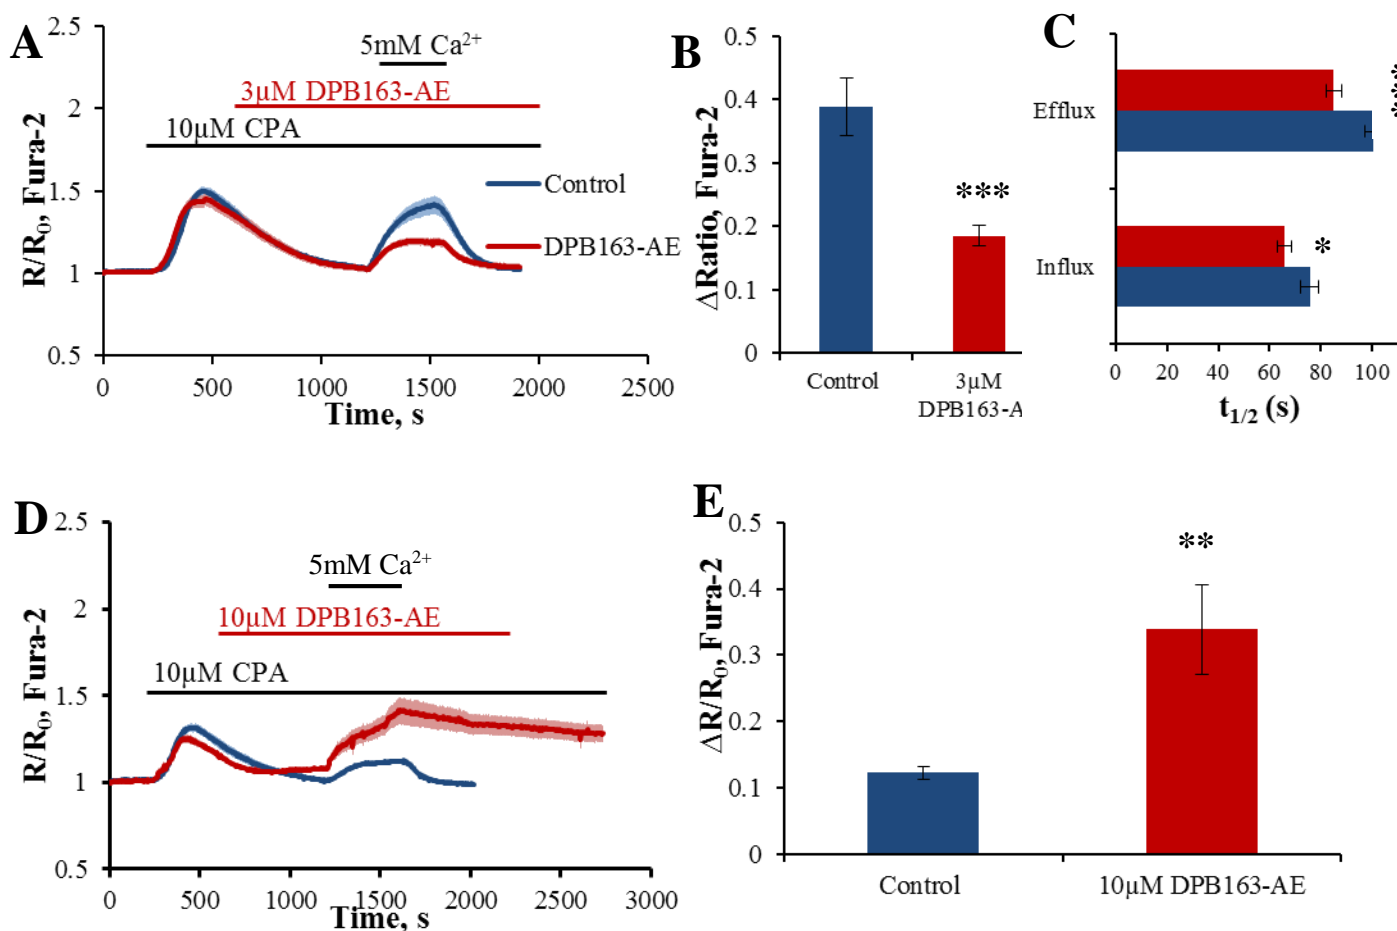 A
2.5
2
1.5
1
0.5
R/R₀, Fura-2
5mM Ca²⁺
3µM DPB163-AE
10µM CPA
Control
DPB163-AE
0
500
1000
1500
2000
2500
Time, s
B
0.5
0.4
0.3
0.2
0.1
0
ΔRatio, Fura-2
***
Control
3µM
DPB163-A
C
Efflux
***
Influx
*
0
20
40
60
80
100
t₁/₂ (s)
D
2.5
2
1.5
1
0.5
R/R₀, Fura-2
5mM Ca²⁺
10µM DPB163-AE
10µM CPA
0
500
1000
1500
2000
2500
3000
Time, s
E
0.5
0.4
0.3
0.2
0.1
0
ΔR/R₀, Fura-2
**
Control
10µM DPB163-AE